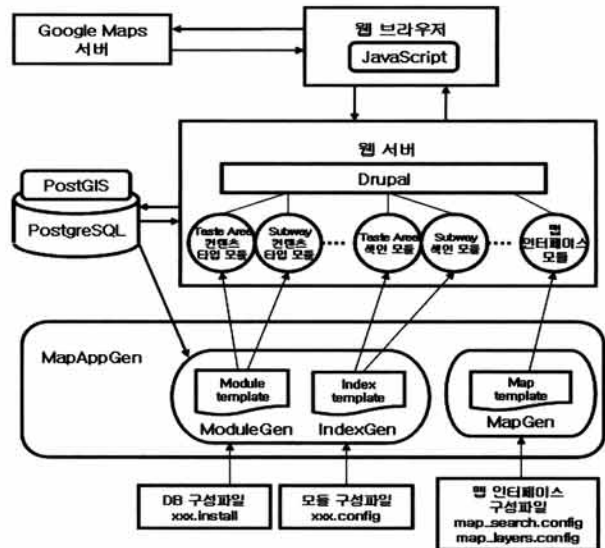 Google Maps
서버
웹 브라우저
JavaScript
웹 서버
Drupal
PostGIS
PostgreSQL
Taste Area
컨텐츠
타입 모듈
Subway
컨텐츠
타입 모듈
Taste Area
색인 모듈
Subway
색인 모듈
맵
인터페이스
모듈
MapAppGen
Module
template
ModuleGen
Index
template
IndexGen
Map
template
MapGen
DB 구성파일
xxx.install
모듈 구성파일
xxx.config
맵 인터페이스
구성파일
map_search.config
map_layers.config